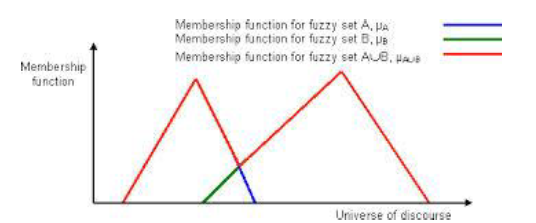 Membership function for fuzzy set A, μA
Membership function for fuzzy set B, μB
Membership function for fuzzy set A∪B, μA∪B
Membership
function
Universe of discourse